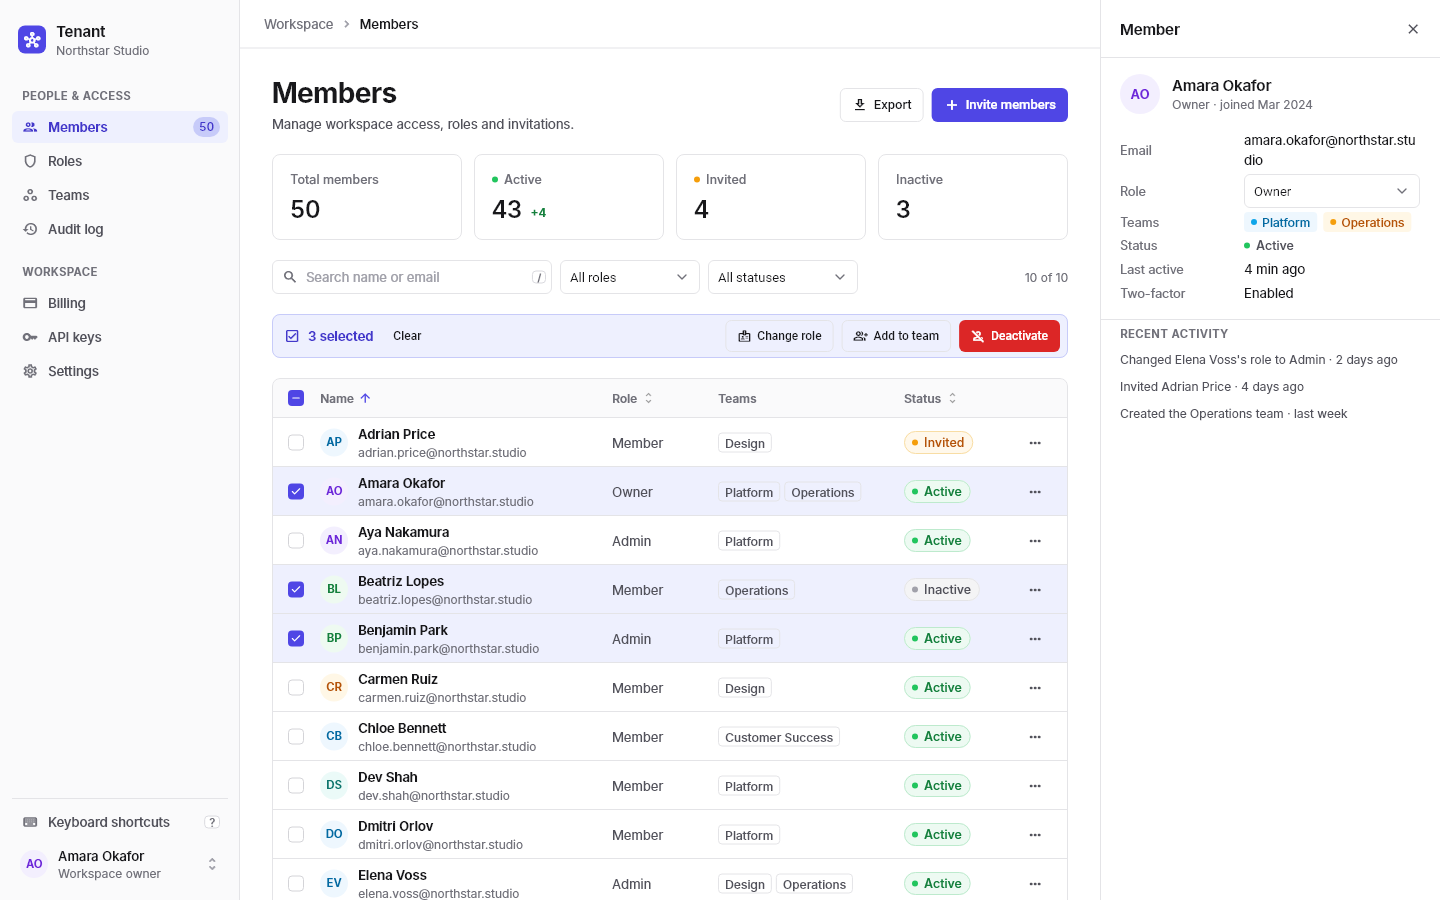 Tenant
Northstar Studio
PEOPLE & ACCESS
Members 50
Roles
Teams
Audit log
WORKSPACE
Billing
API keys
Settings
Keyboard shortcuts ?
AO Amara Okafor
Workspace owner
Workspace › Members
Members
Manage workspace access, roles and invitations.
Export
Invite members
Total members
50
Active
43 +4
Invited
4
Inactive
3
Search name or email /
All roles
All statuses
10 of 10
3 selected Clear Change role Add to team Deactivate
Name Role Teams Status
AP Adrian Price
adrian.price@northstar.studio
Member Design Invited
AO Amara Okafor
amara.okafor@northstar.studio
Owner Platform Operations Active
AN Aya Nakamura
aya.nakamura@northstar.studio
Admin Platform Active
BL Beatriz Lopes
beatriz.lopes@northstar.studio
Member Operations Inactive
BP Benjamin Park
benjamin.park@northstar.studio
Admin Platform Active
CR Carmen Ruiz
carmen.ruiz@northstar.studio
Member Design Active
CB Chloe Bennett
chloe.bennett@northstar.studio
Member Customer Success Active
DS Dev Shah
dev.shah@northstar.studio
Member Platform Active
DO Dmitri Orlov
dmitri.orlov@northstar.studio
Member Platform Active
EV Elena Voss
elena.voss@northstar.studio
Admin Design Operations Active
Member
AO Amara Okafor
Owner · joined Mar 2024
Email amara.okafor@northstar.stu
dio
Role Owner
Teams Platform Operations
Status Active
Last active 4 min ago
Two-factor Enabled
RECENT ACTIVITY
Changed Elena Voss's role to Admin · 2 days ago
Invited Adrian Price · 4 days ago
Created the Operations team · last week